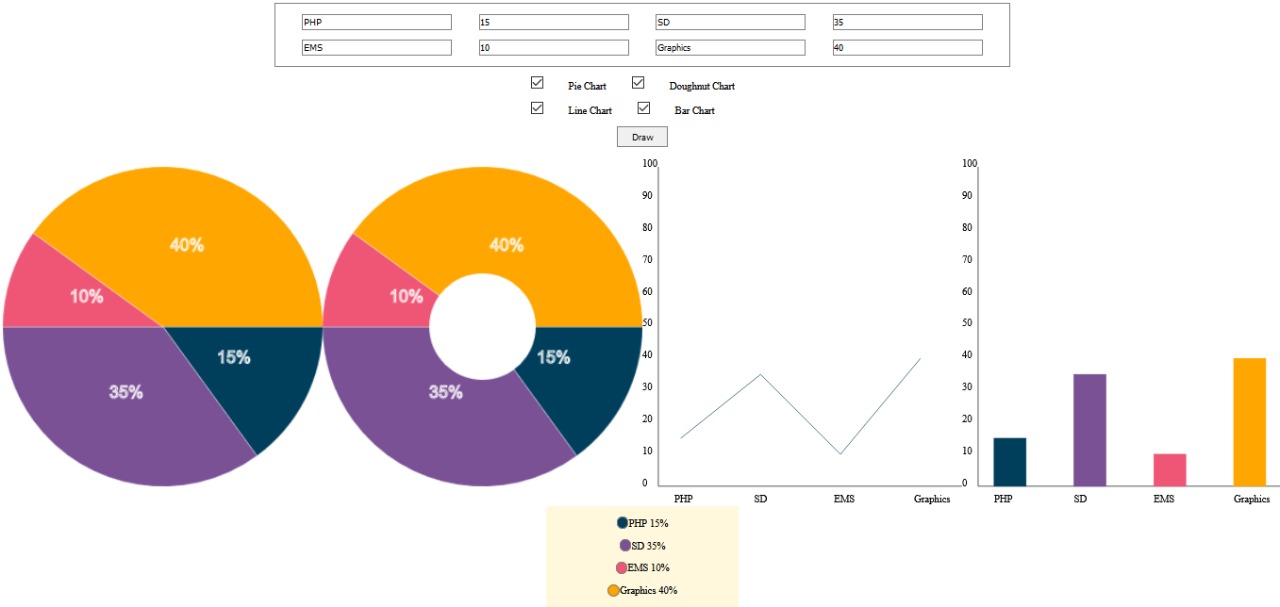 PHP 15 SD 35
EMS 10 Graphics 40
Pie Chart Doughnut Chart
Line Chart Bar Chart
Draw
40%
10%
15%
35%
40%
10%
15%
35%
100
90
80
70
60
50
40
30
20
10
0
PHP SD EMS Graphics
100
90
80
70
60
50
40
30
20
10
0
PHP SD EMS Graphics
PHP 15%
SD 35%
EMS 10%
Graphics 40%